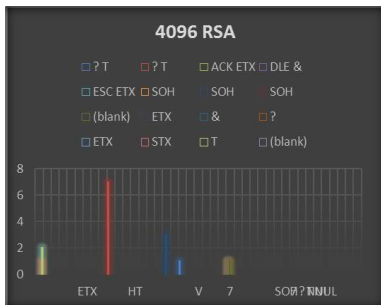 4096 RSA
? T ? T ACK ETX DLE &
ESC ETX SOH SOH SOH
(blank) ETX & ?
ETX STX T (blank)
8
6
4
2
0
ETX HT V 7